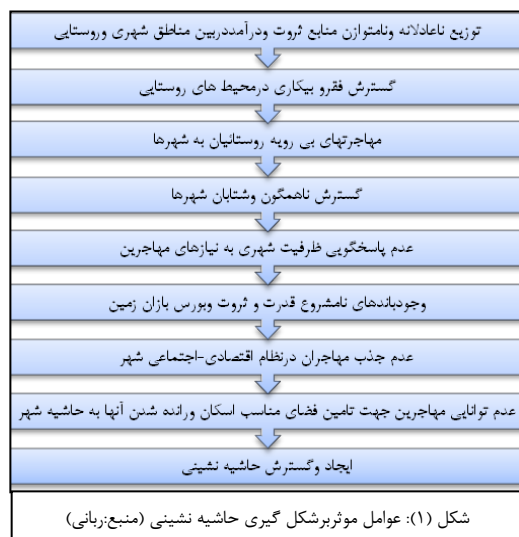 توزیع ناعادلانه ونامتوازن منابع ثروت ودرآمددربین مناطق شهری وروستایی
گسترش فقرو بیکاری درمحیط های روستایی
مهاجرتهای بی رویه روستائیان به شهرها
گسترش ناهمگون وشتابان شهرها
عدم پاسخگویی ظرفیت شهری به نیازهای مهاجرین
وجودباندهای نامشروع قدرت و ثروت وبورس بازان زمین
عدم جذب مهاجران درنظام اقتصادی-اجتماعی شهر
عدم توانایی مهاجرین جهت تامین فضای مناسب اسکان ورانده شدن آنها به حاشیه شهر
ایجاد وگسترش حاشیه نشینی
شکل (۱): عوامل موثربرشکل گیری حاشیه نشینی (منبع:ربانی)